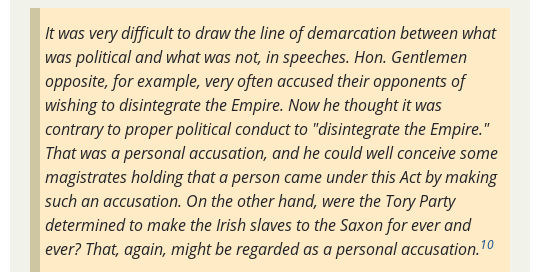 It was very difficult to draw the line of demarcation between what
was political and what was not, in speeches. Hon. Gentlemen
opposite, for example, very often accused their opponents of
wishing to disintegrate the Empire. Now he thought it was
contrary to proper political conduct to "disintegrate the Empire."
That was a personal accusation, and he could well conceive some
magistrates holding that a person came under this Act by making
such an accusation. On the other hand, were the Tory Party
determined to make the Irish slaves to the Saxon for ever and
ever? That, again, might be regarded as a personal accusation.10